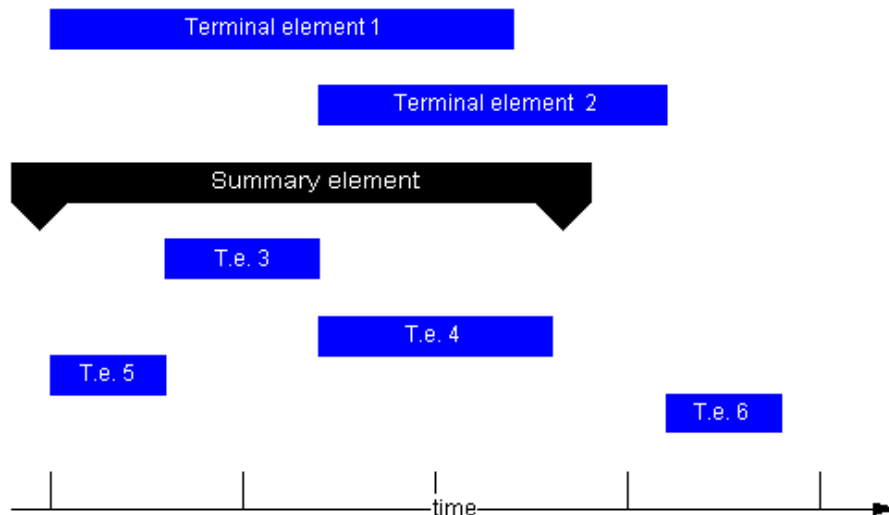 Terminal element 1
Terminal element 2
Summary element
T.e. 3
T.e. 4
T.e. 5
T.e. 6
time